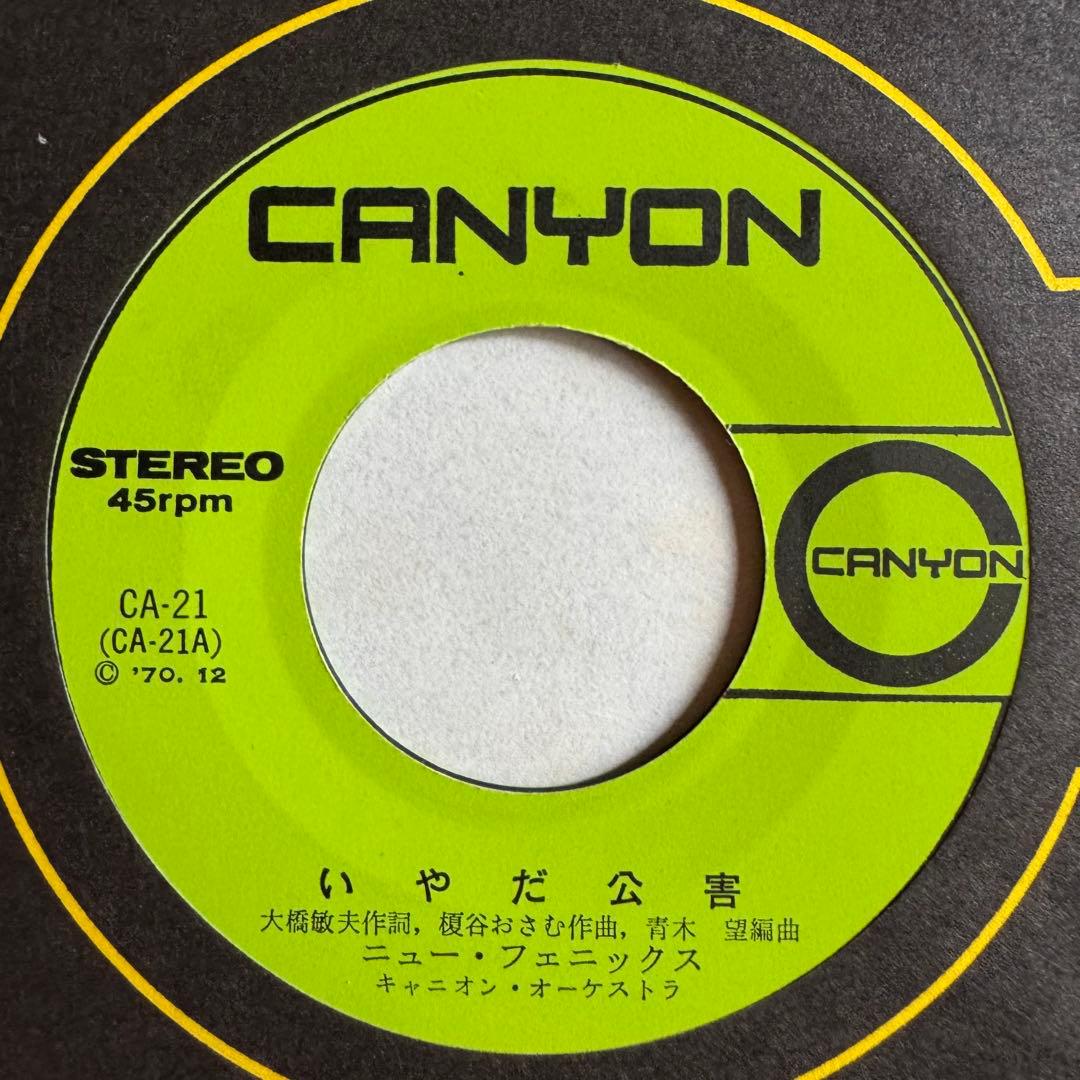 CANYON
STEREO
45rpm
CA-21
(CA-21A)
© '70. 12
CANYON
いやだ公害
大橋敏夫作詞, 榎谷おさむ作曲, 青木 望編曲
ニュー・フェニックス
キャニオン・オーケストラ